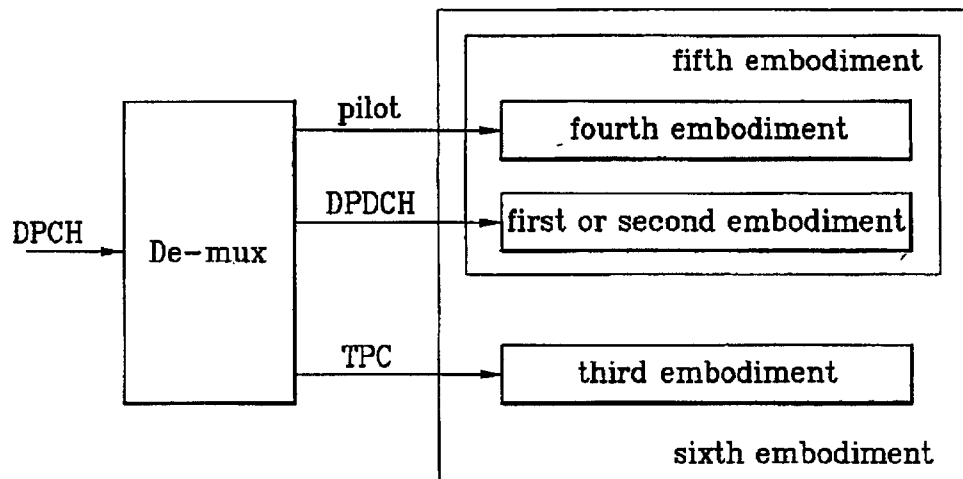 fifth embodiment
pilot
fourth embodiment
DPDCH
first or second embodiment
DPCH
De-mux
TPC
third embodiment
sixth embodiment